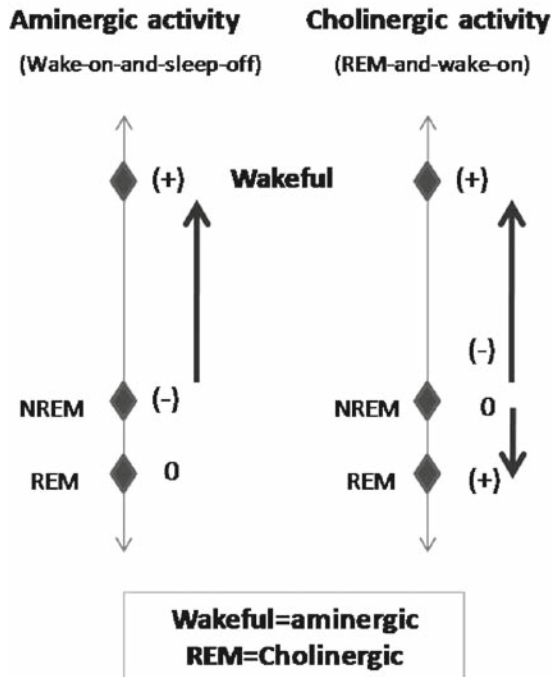 Aminergic activity
(Wake-on-and-sleep-off)
(+)
NREM
(-)
REM
0
Wakeful
Cholinergic activity
(REM-and-wake-on)
(+)
(-)
NREM
0
REM
(+)
Wakeful=aminergic
REM=Cholinergic